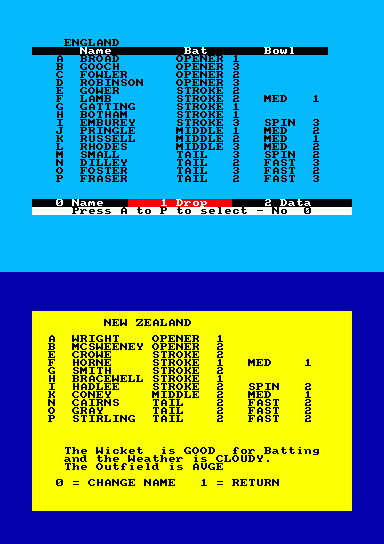 ENGLAND
Name Bat Bowl
A BROAD OPENER 1
B GOOCH OPENER 3
C FOWLER OPENER 2
D ROBINSON OPENER 3
E GOWER STROKE 2
F LAMB STROKE 2 MED 1
G GATTING STROKE 1
H BOTHAM STROKE 1
I EMBUREY STROKE 3 SPIN 3
J PRINGLE MIDDLE 1 MED 2
K RUSSELL MIDDLE 2 MED 1
L RHODES MIDDLE 3 MED 2
M SMALL TAIL 3 SPIN 2
N DILLEY TAIL 2 FAST 3
O FOSTER TAIL 3 FAST 2
P FRASER TAIL 2 FAST 3
0 Name 1 Drop 2 Data
Press A to P to select - No 0
NEW ZEALAND
A WRIGHT OPENER 1
B MCSWEENEY OPENER 2
E CROWE STROKE 2
F HORNE STROKE 2 MED 1
G SMITH STROKE 2
H BRACEWELL STROKE 1
I HADLEE STROKE 2 SPIN 2
K CONEY MIDDLE 2 MED 1
N CAIRNS TAIL 2 FAST 2
O GRAY TAIL 2 FAST 2
P STIRLING TAIL 2 FAST 2
The Wicket is GOOD for Batting
and the Weather is CLOUDY.
The Outfield is AVGE
0 = CHANGE NAME 1 = RETURN